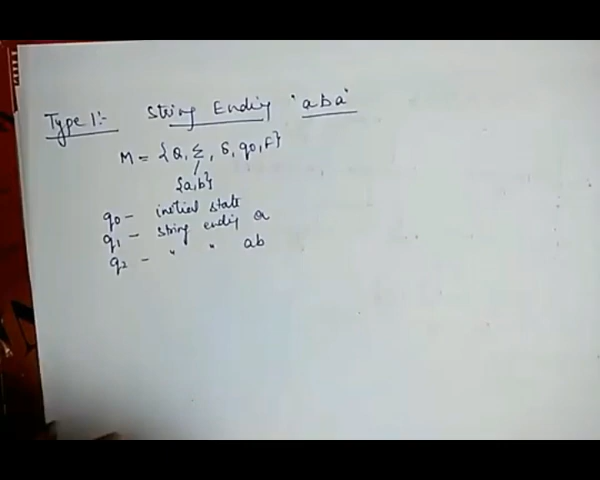 Type 1:- String Ending 'aba'
M = {Q, Σ, δ, q0, F}
{a,b}
q0 - initial state
q1 - string ending a
q2 - " " ab